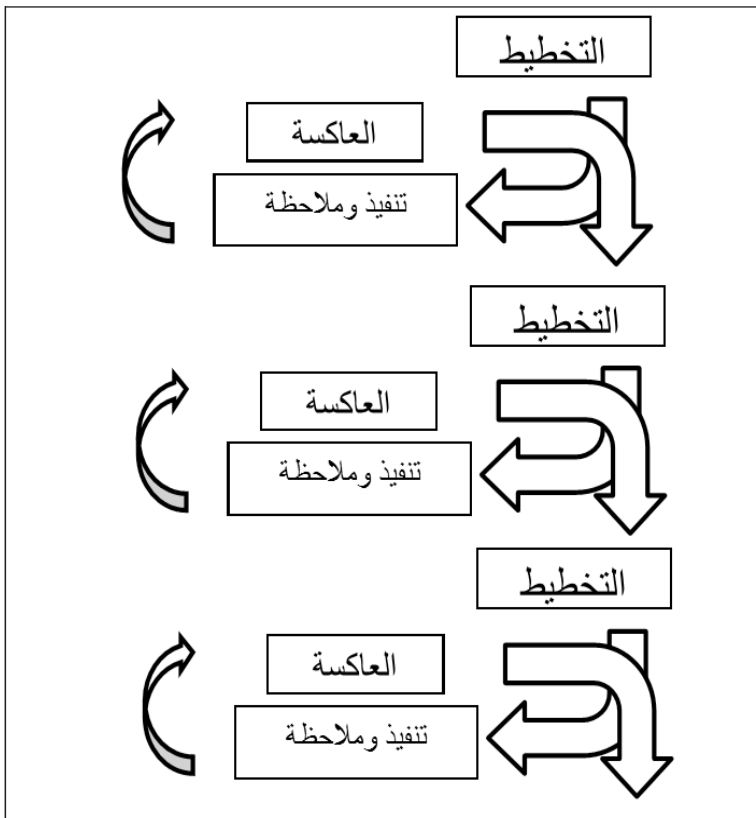 التخطيط
العاكسة
تنفيذ وملاحظة
التخطيط
العاكسة
تنفيذ وملاحظة
التخطيط
العاكسة
تنفيذ وملاحظة